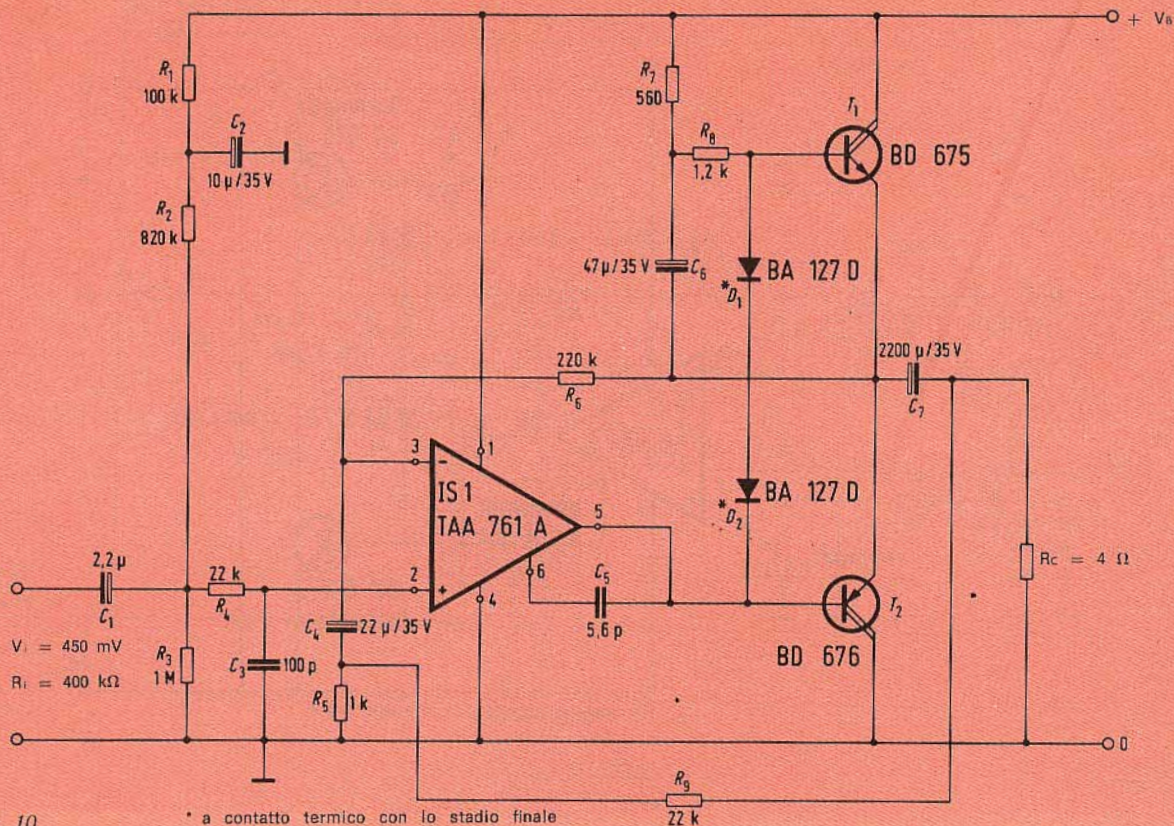 + VB
R1
100 k
C2
10 µ/35 V
R2
820 k
R7
560
R8
1,2 k
T1
BD 675
47 µ/35 V
C6
BA 127 D
*D1
220 k
R6
2200 µ/35 V
C7
3
1
-
IS 1
TAA 761 A
5
BA 127 D
*D2
2,2 µ
C1
22 k
R4
2
+
6
4
C5
5,6 p
T2
BD 676
RC = 4 Ω
Vi = 450 mV
Ri = 400 kΩ
R3
1 M
C3
100 p
C4
22 µ/35 V
R5
1 k
0
R9
22 k
10
* a contatto termico con lo stadio finale